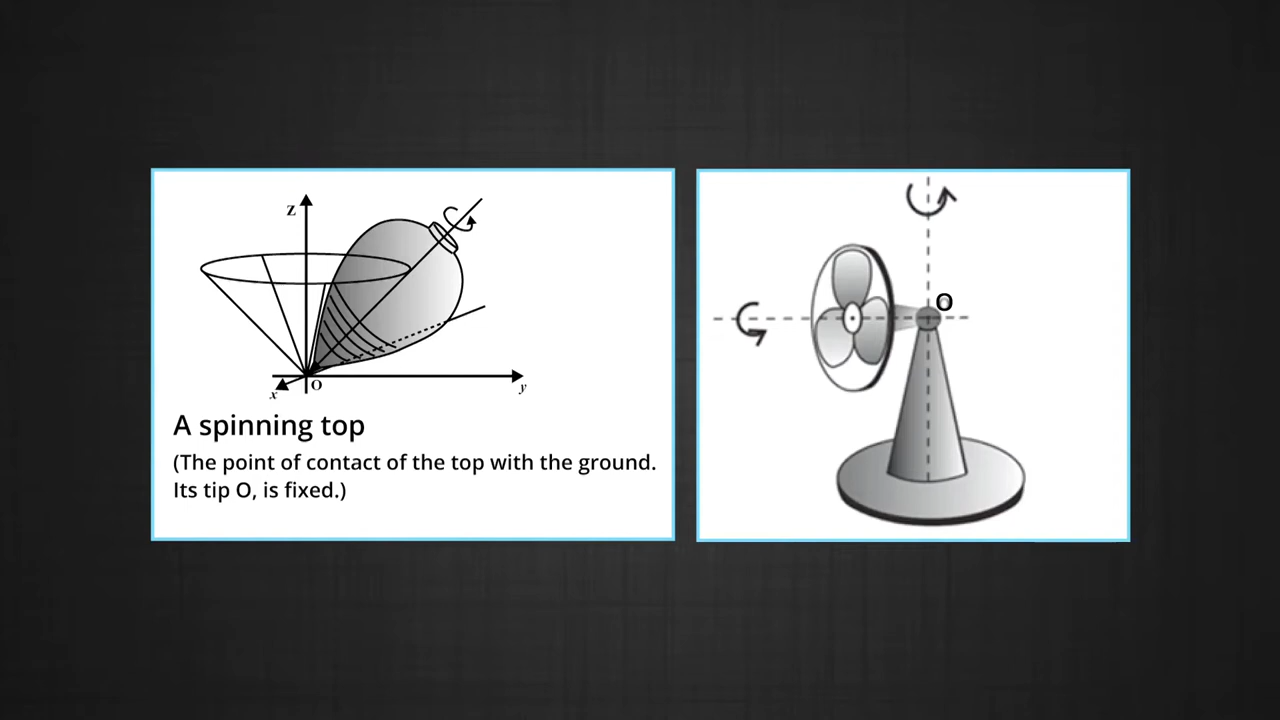 z
O
x
y
A spinning top
(The point of contact of the top with the ground.
Its tip O, is fixed.)
O